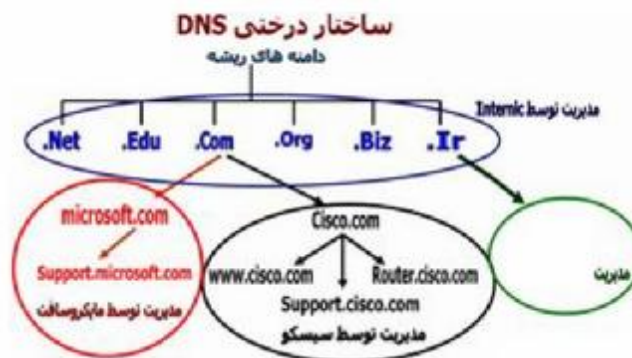 ساختار درختی DNS
دامنه های ریشه
مدیریت توسط Internic
.Net .Edu .Com .Org .Biz .Ir
microsoft.com
Support.microsoft.com
مدیریت توسط مایکروسافت
Cisco.com
www.cisco.com Router.cisco.com
Support.cisco.com
مدیریت توسط سیسکو
مدیریت